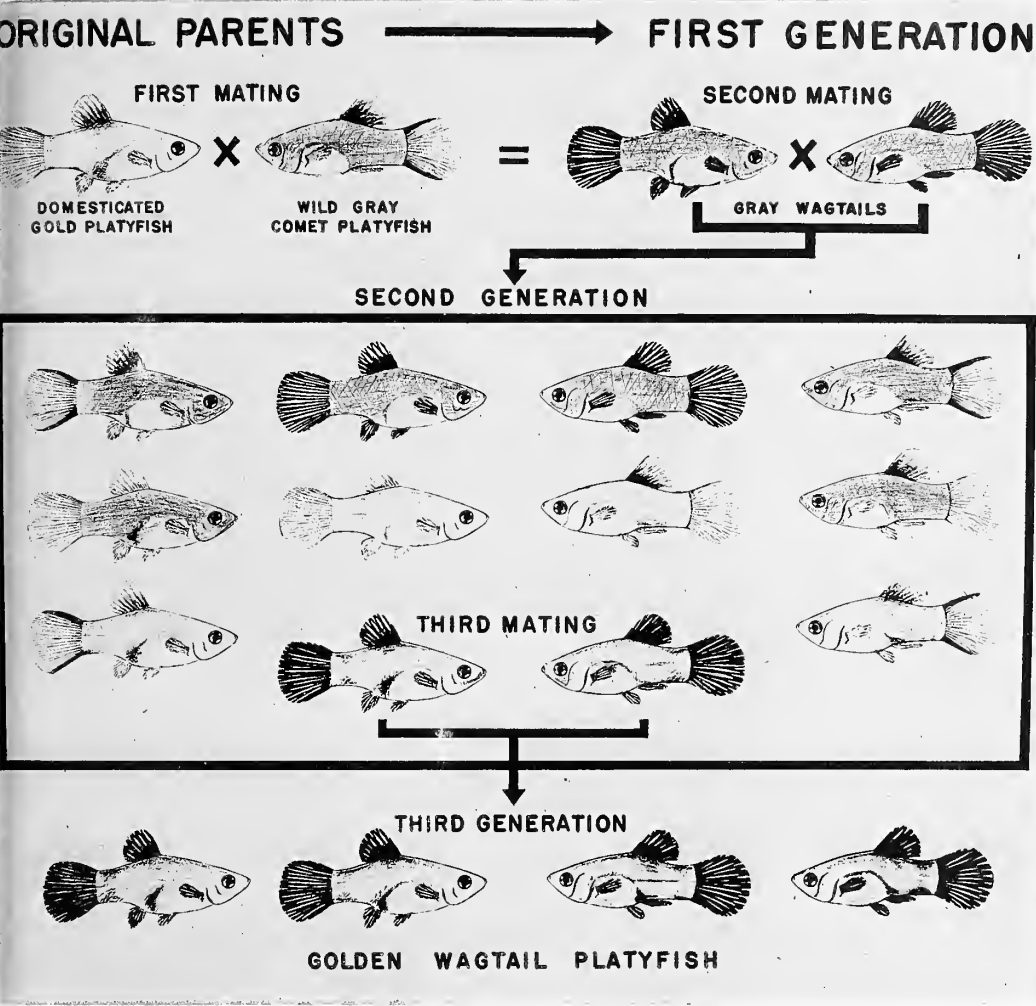 ORIGINAL PARENTS
FIRST GENERATION
FIRST MATING
SECOND MATING
X
=
X
DOMESTICATED
GOLD PLATYFISH
WILD GRAY
COMET PLATYFISH
GRAY WAGTAILS
SECOND GENERATION
THIRD MATING
THIRD GENERATION
GOLDEN WAGTAIL PLATYFISH